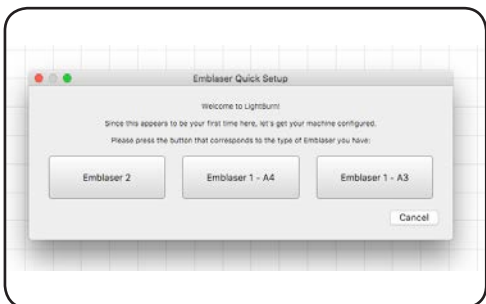 Emblaser Quick Setup
Welcome to LightBurn!
Since this appears to be your first time here, let's get your machine configured.
Please press the button that corresponds to the type of Emblaser you have:
Emblaser 2 Emblaser 1 - A4 Emblaser 1 - A3
Cancel